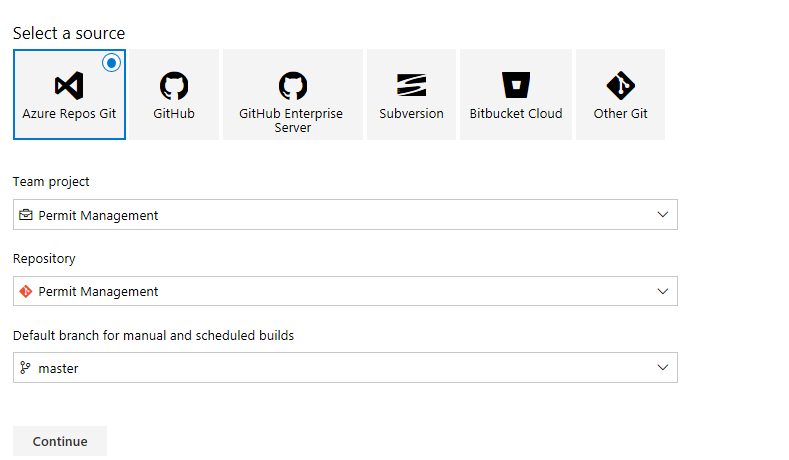 Select a source
Azure Repos Git
GitHub
GitHub Enterprise
Server
Subversion
Bitbucket Cloud
Other Git
Team project
Permit Management
Repository
Permit Management
Default branch for manual and scheduled builds
master
Continue